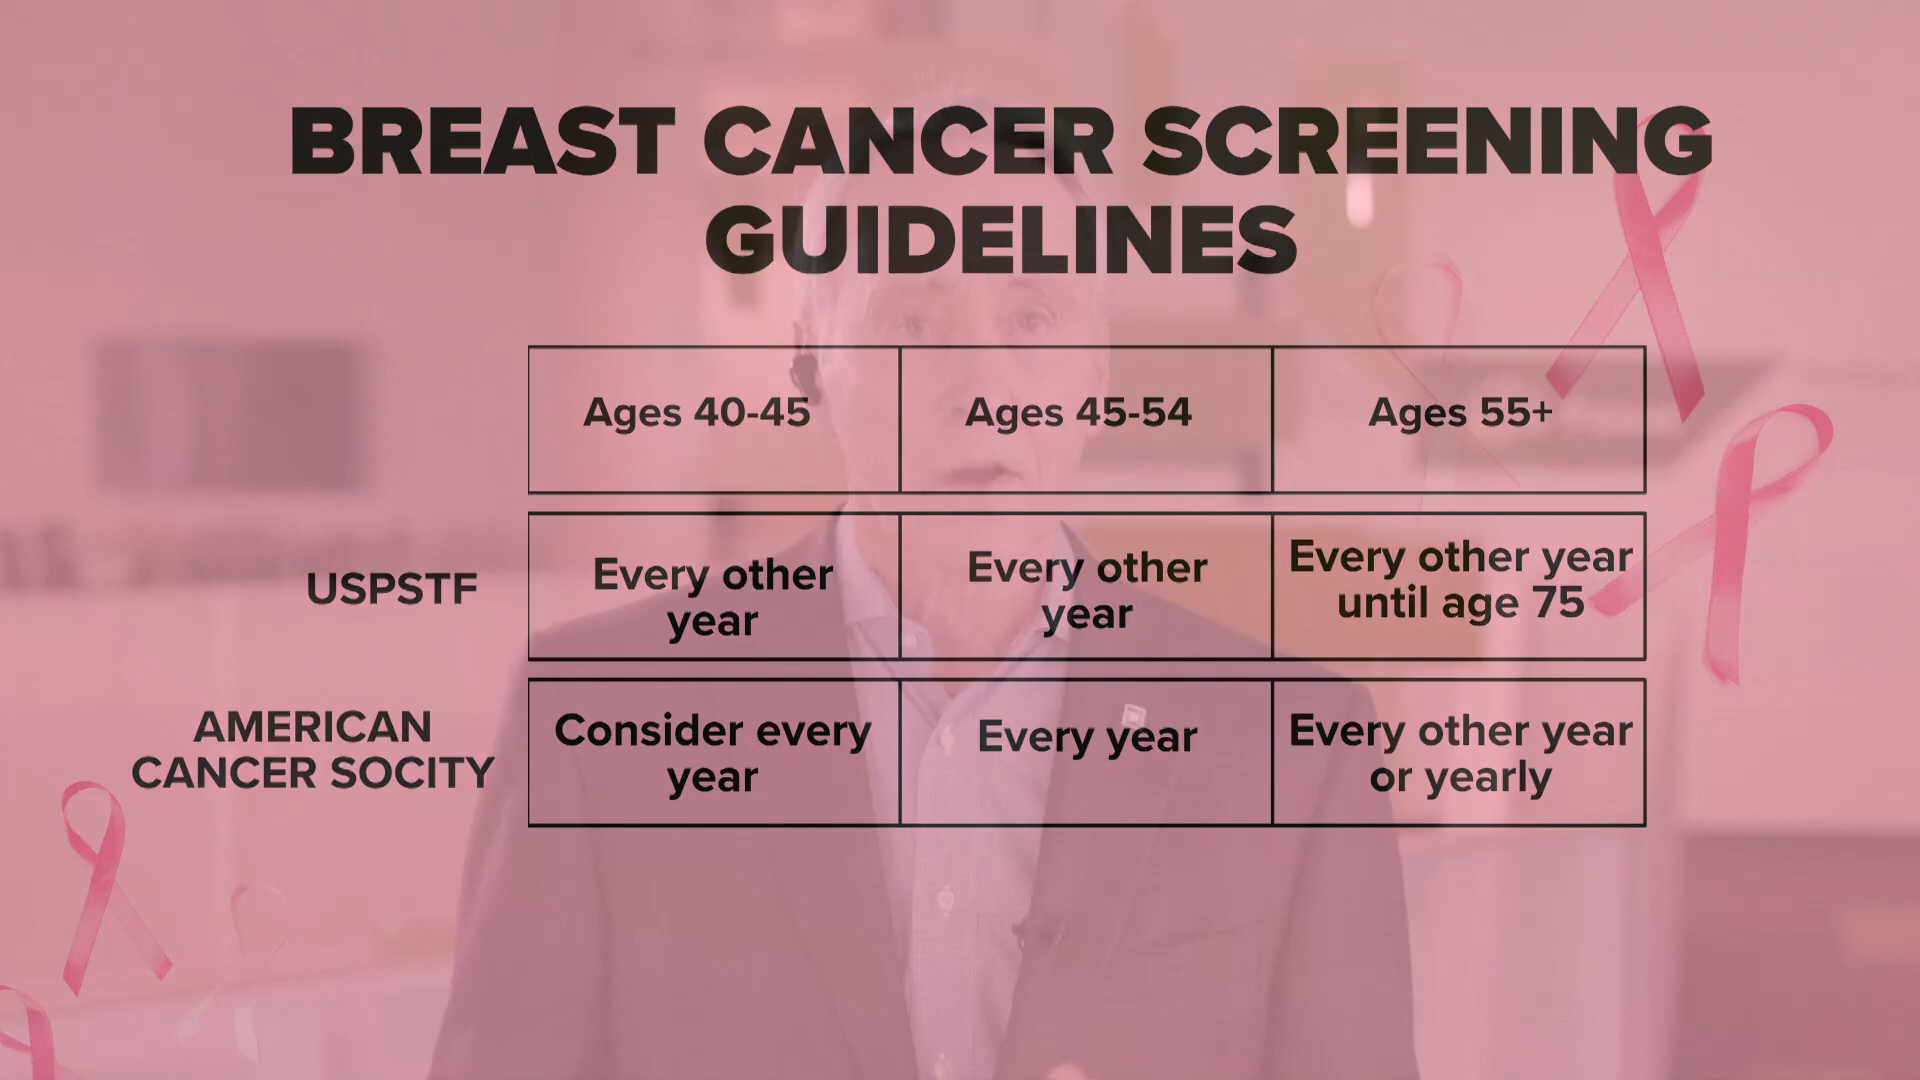 BREAST CANCER SCREENING
GUIDELINES
Ages 40-45
Ages 45-54
Ages 55+
USPSTF
Every other
year
Every other
year
Every other year
until age 75
AMERICAN
CANCER SOCITY
Consider every
year
Every year
Every other year
or yearly